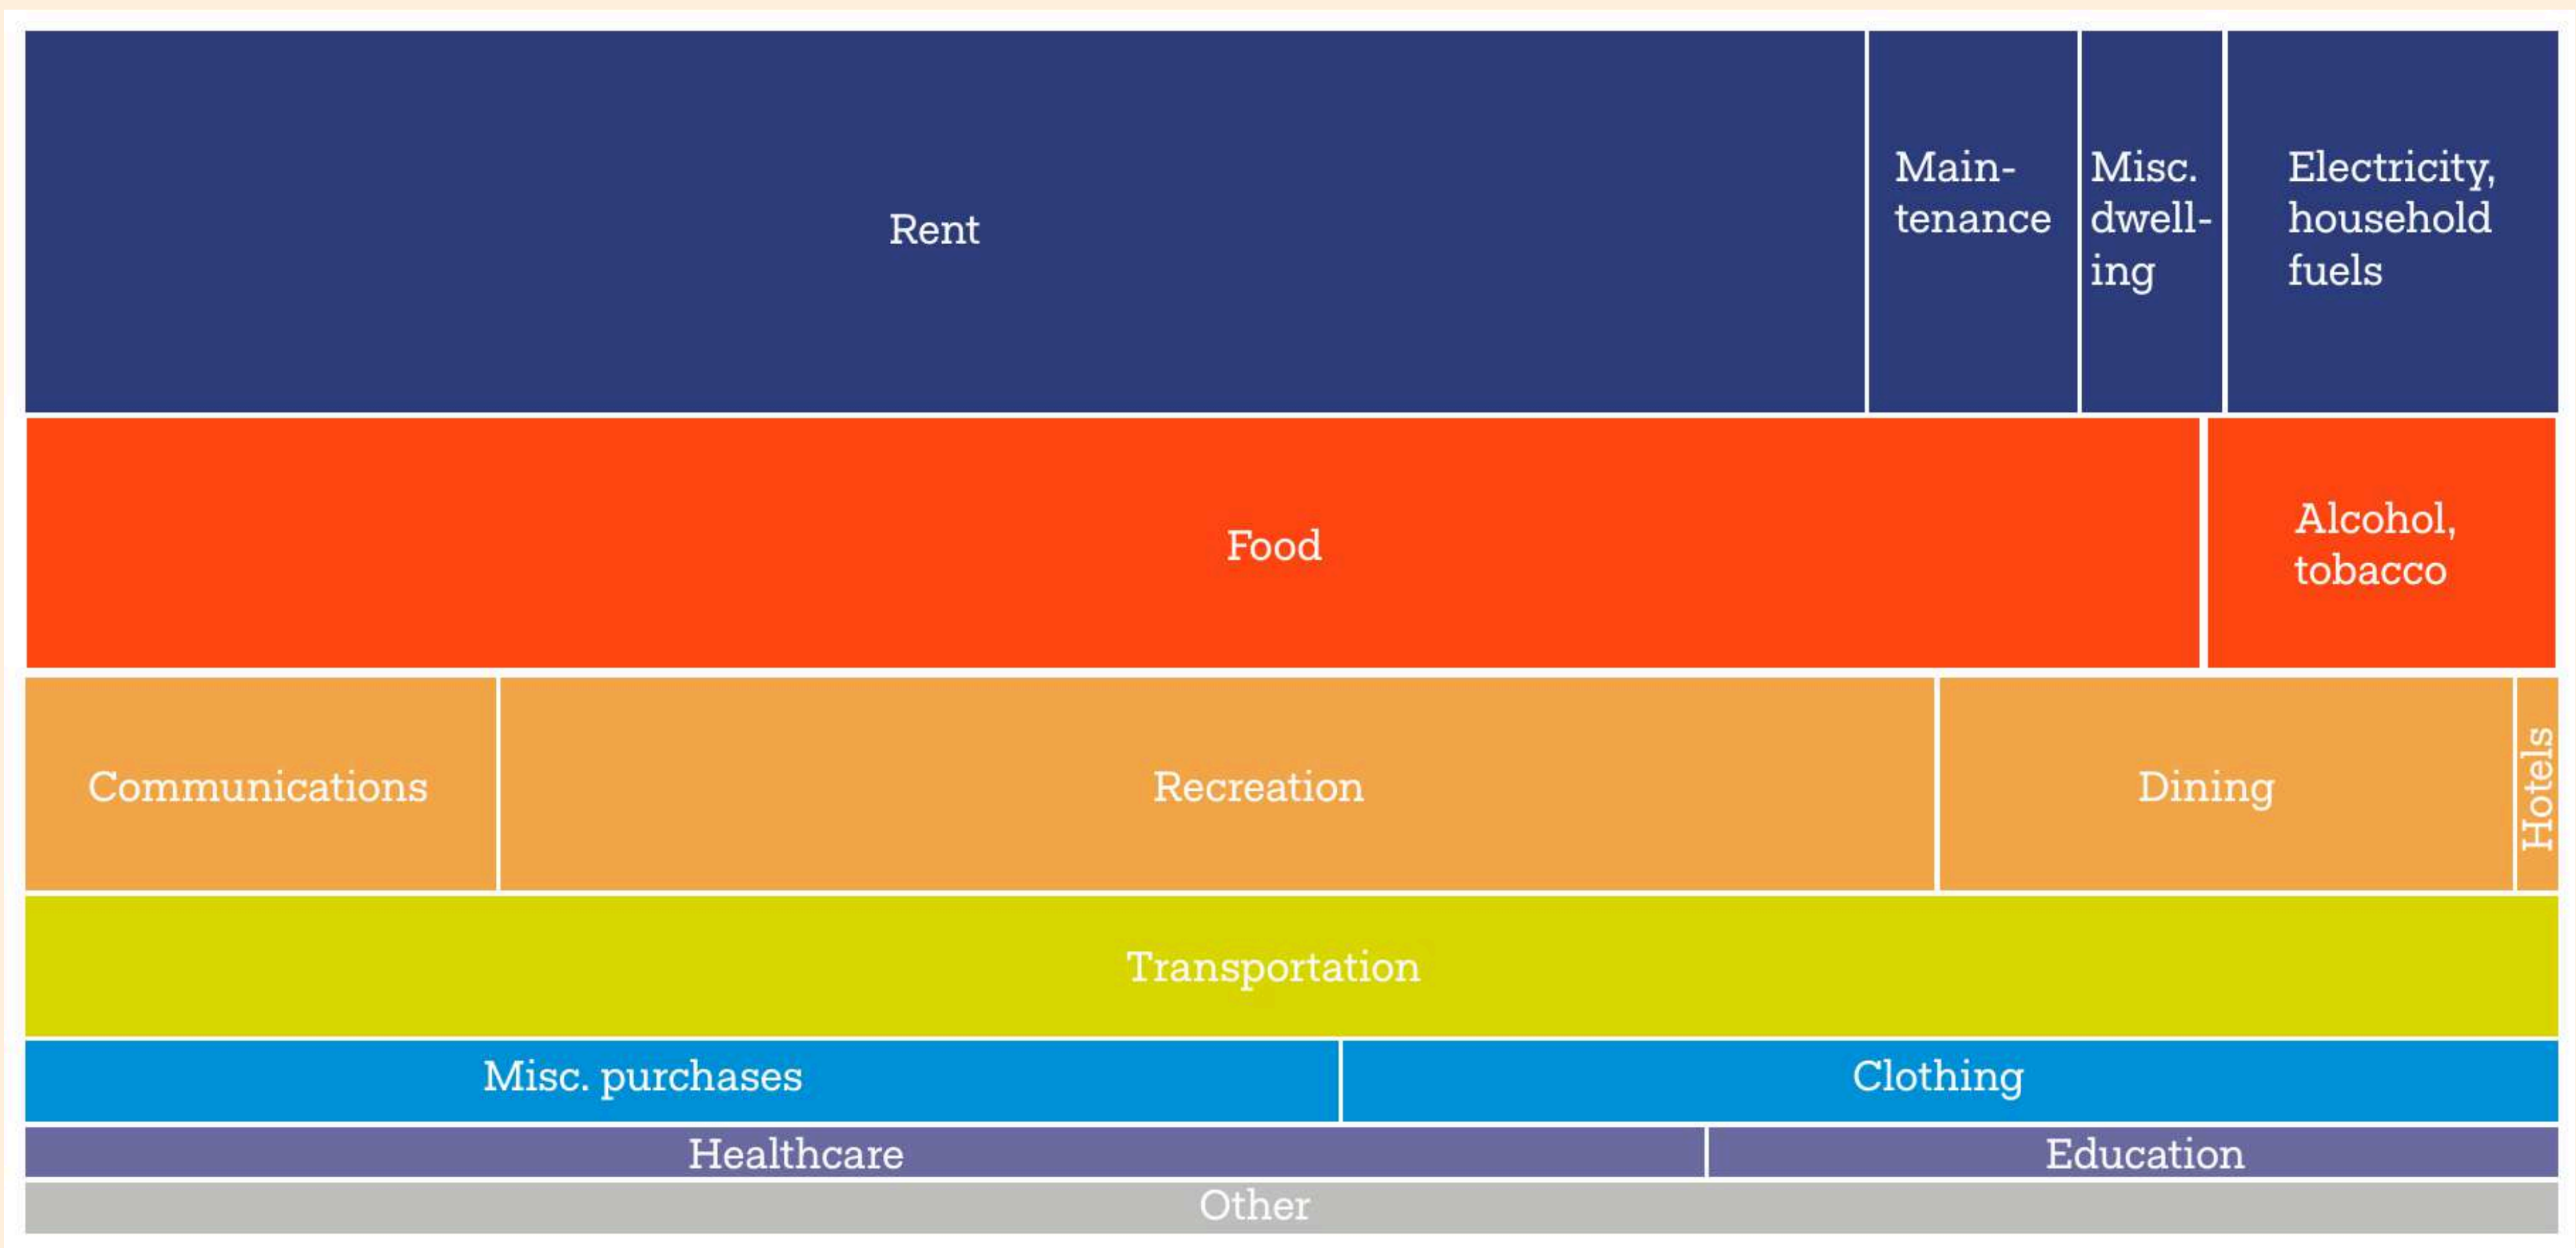 Rent
Main-
tenance
Misc.
dwell-
ing
Electricity,
household
fuels
Food
Alcohol,
tobacco
Communications
Recreation
Dining
Hotels
Transportation
Misc. purchases
Clothing
Healthcare
Education
Other